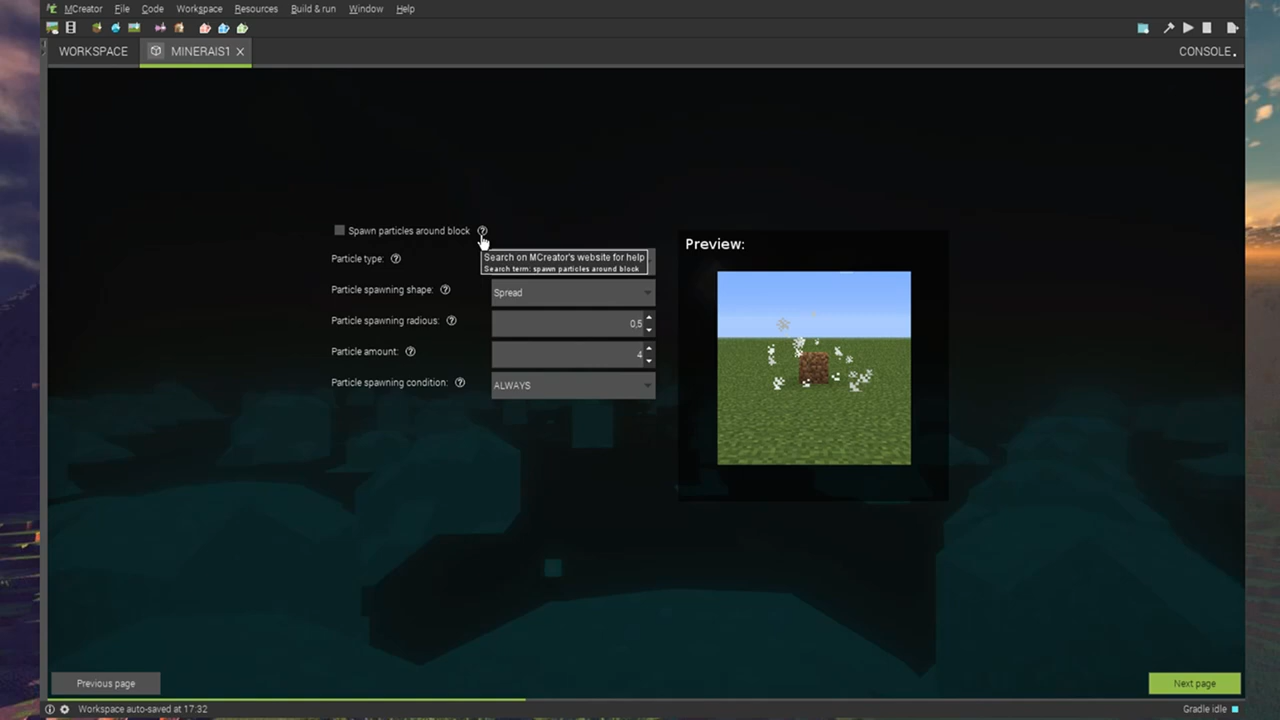 MCreator File Code Workspace Resources Build & run Window Help
WORKSPACE MINERAIS1 CONSOLE
Spawn particles around block
Search on MCreator's website for help
Search term: spawn particles around block
Particle type:
Particle spawning shape: Spread
Particle spawning radious: 0,5
Particle amount: 4
Particle spawning condition: ALWAYS
Preview:
Previous page Next page
Workspace auto-saved at 17:32 Gradle idle